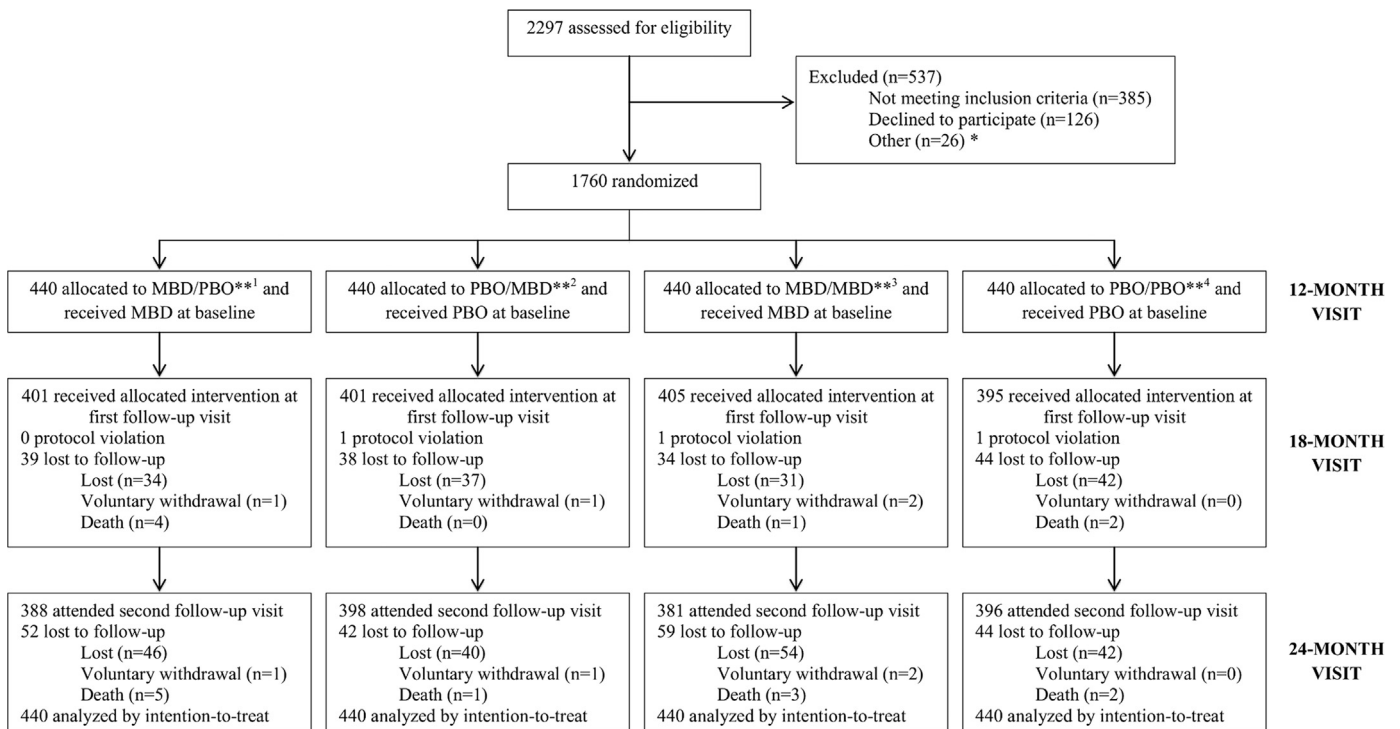 2297 assessed for eligibility
Excluded (n=537)
Not meeting inclusion criteria (n=385)
Declined to participate (n=126)
Other (n=26) *
1760 randomized
440 allocated to MBD/PBO**1 and
received MBD at baseline
440 allocated to PBO/MBD**2 and
received PBO at baseline
440 allocated to MBD/MBD**3 and
received MBD at baseline
440 allocated to PBO/PBO**4 and
received PBO at baseline
12-MONTH
VISIT
401 received allocated intervention at
first follow-up visit
0 protocol violation
39 lost to follow-up
Lost (n=34)
Voluntary withdrawal (n=1)
Death (n=4)
401 received allocated intervention at
first follow-up visit
1 protocol violation
38 lost to follow-up
Lost (n=37)
Voluntary withdrawal (n=1)
Death (n=0)
405 received allocated intervention at
first follow-up visit
1 protocol violation
34 lost to follow-up
Lost (n=31)
Voluntary withdrawal (n=2)
Death (n=1)
395 received allocated intervention at
first follow-up visit
1 protocol violation
44 lost to follow-up
Lost (n=42)
Voluntary withdrawal (n=0)
Death (n=2)
18-MONTH
VISIT
388 attended second follow-up visit
52 lost to follow-up
Lost (n=46)
Voluntary withdrawal (n=1)
Death (n=5)
440 analyzed by intention-to-treat
398 attended second follow-up visit
42 lost to follow-up
Lost (n=40)
Voluntary withdrawal (n=1)
Death (n=1)
440 analyzed by intention-to-treat
381 attended second follow-up visit
59 lost to follow-up
Lost (n=54)
Voluntary withdrawal (n=2)
Death (n=3)
440 analyzed by intention-to-treat
396 attended second follow-up visit
44 lost to follow-up
Lost (n=42)
Voluntary withdrawal (n=0)
Death (n=2)
440 analyzed by intention-to-treat
24-MONTH
VISIT